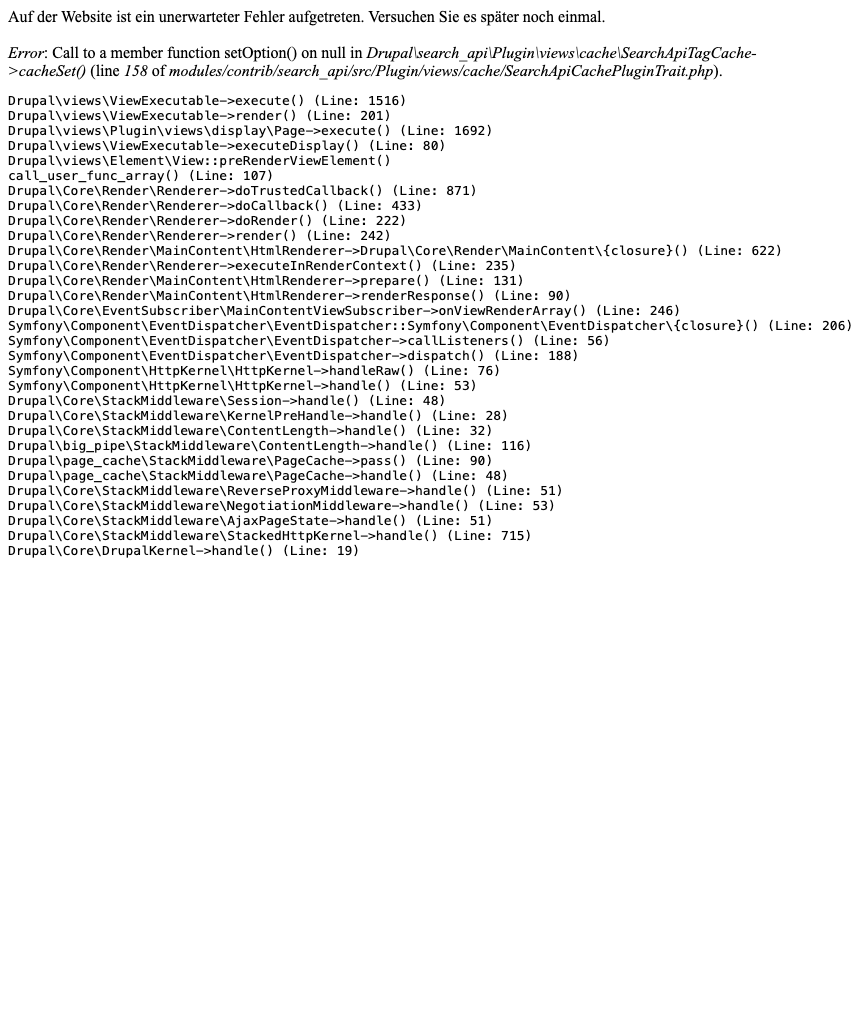 Auf der Website ist ein unerwarteter Fehler aufgetreten. Versuchen Sie es später noch einmal.
Error: Call to a member function setOption() on null in Drupal\search_api\Plugin\views\cache\SearchApiTagCache-
>cacheSet() (line 158 of modules/contrib/search_api/src/Plugin/views/cache/SearchApiCachePluginTrait.php).
Drupal\views\ViewExecutable->execute() (Line: 1516)
Drupal\views\ViewExecutable->render() (Line: 201)
Drupal\views\Plugin\views\display\Page->execute() (Line: 1692)
Drupal\views\ViewExecutable->executeDisplay() (Line: 80)
Drupal\views\Element\View::preRenderViewElement()
call_user_func_array() (Line: 107)
Drupal\Core\Render\Renderer->doTrustedCallback() (Line: 871)
Drupal\Core\Render\Renderer->doCallback() (Line: 433)
Drupal\Core\Render\Renderer->doRender() (Line: 222)
Drupal\Core\Render\Renderer->render() (Line: 242)
Drupal\Core\Render\MainContent\HtmlRenderer->Drupal\Core\Render\MainContent\{closure}() (Line: 622)
Drupal\Core\Render\Renderer->executeInRenderContext() (Line: 235)
Drupal\Core\Render\MainContent\HtmlRenderer->prepare() (Line: 131)
Drupal\Core\Render\MainContent\HtmlRenderer->renderResponse() (Line: 90)
Drupal\Core\EventSubscriber\MainContentViewSubscriber->onViewRenderArray() (Line: 246)
Symfony\Component\EventDispatcher\EventDispatcher::Symfony\Component\EventDispatcher\{closure}() (Line: 206)
Symfony\Component\EventDispatcher\EventDispatcher->callListeners() (Line: 56)
Symfony\Component\EventDispatcher\EventDispatcher->dispatch() (Line: 188)
Symfony\Component\HttpKernel\HttpKernel->handleRaw() (Line: 76)
Symfony\Component\HttpKernel\HttpKernel->handle() (Line: 53)
Drupal\Core\StackMiddleware\Session->handle() (Line: 48)
Drupal\Core\StackMiddleware\KernelPreHandle->handle() (Line: 28)
Drupal\Core\StackMiddleware\ContentLength->handle() (Line: 32)
Drupal\big_pipe\StackMiddleware\ContentLength->handle() (Line: 116)
Drupal\page_cache\StackMiddleware\PageCache->pass() (Line: 90)
Drupal\page_cache\StackMiddleware\PageCache->handle() (Line: 48)
Drupal\Core\StackMiddleware\ReverseProxyMiddleware->handle() (Line: 51)
Drupal\Core\StackMiddleware\NegotiationMiddleware->handle() (Line: 53)
Drupal\Core\StackMiddleware\AjaxPageState->handle() (Line: 51)
Drupal\Core\StackMiddleware\StackedHttpKernel->handle() (Line: 715)
Drupal\Core\DrupalKernel->handle() (Line: 19)